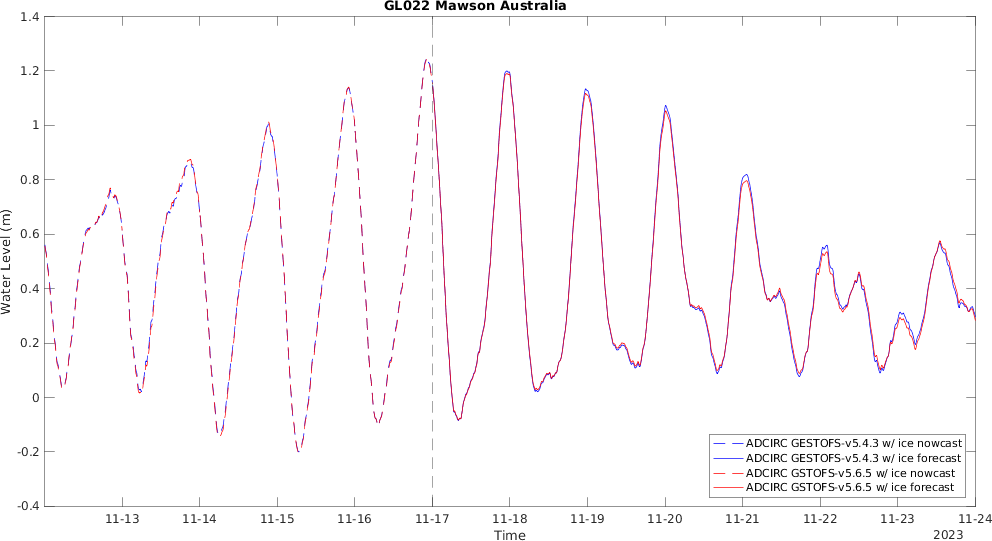 GL022 Mawson Australia
1.4
1.2
1
0.8
0.6
0.4
0.2
0
-0.2
-0.4
Water Level (m)
ADCIRC GESTOFS-v5.4.3 w/ ice nowcast
ADCIRC GESTOFS-v5.4.3 w/ ice forecast
ADCIRC GSTOFS-v5.6.5 w/ ice nowcast
ADCIRC GSTOFS-v5.6.5 w/ ice forecast
11-13 11-14 11-15 11-16 11-17 11-18 11-19 11-20 11-21 11-22 11-23 11-24
Time
2023